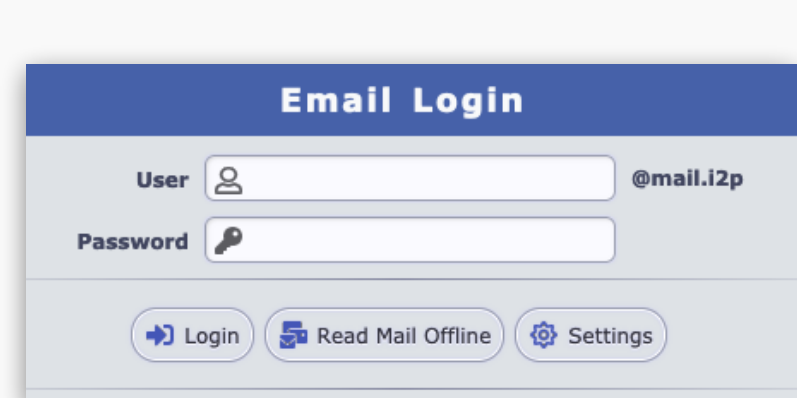 Email Login
User @mail.i2p
Password
Login Read Mail Offline Settings